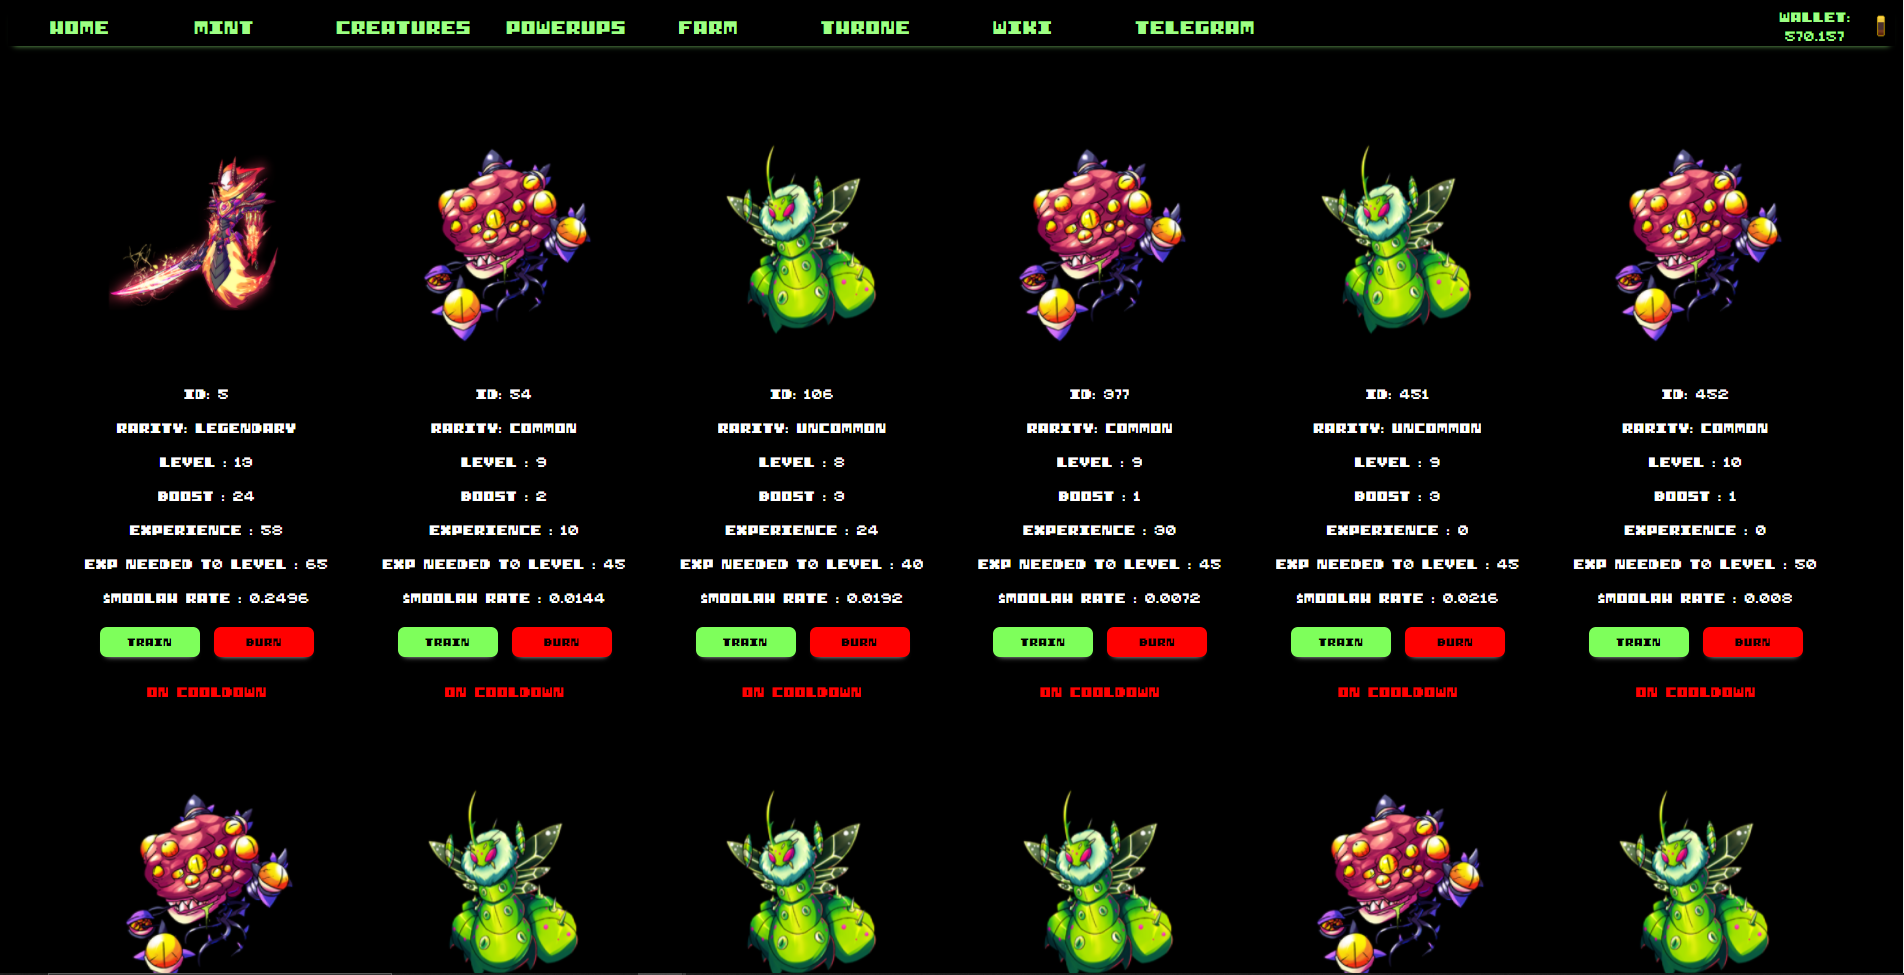 HOME MINT CREATURES POWERUPS FARM THRONE WIKI TELEGRAM WALLET:
570.157
ID: 5 ID: 54 ID: 106 ID: 377 ID: 451 ID: 452
RARITY: LEGENDARY RARITY: COMMON RARITY: UNCOMMON RARITY: COMMON RARITY: UNCOMMON RARITY: COMMON
LEVEL : 13 LEVEL : 9 LEVEL : 8 LEVEL : 9 LEVEL : 9 LEVEL : 10
BOOST : 24 BOOST : 2 BOOST : 3 BOOST : 1 BOOST : 3 BOOST : 1
EXPERIENCE : 58 EXPERIENCE : 10 EXPERIENCE : 24 EXPERIENCE : 30 EXPERIENCE : 0 EXPERIENCE : 0
EXP NEEDED TO LEVEL : 65 EXP NEEDED TO LEVEL : 45 EXP NEEDED TO LEVEL : 40 EXP NEEDED TO LEVEL : 45 EXP NEEDED TO LEVEL : 45 EXP NEEDED TO LEVEL : 50
$MOOLAH RATE : 0.2496 $MOOLAH RATE : 0.0144 $MOOLAH RATE : 0.0192 $MOOLAH RATE : 0.0072 $MOOLAH RATE : 0.0216 $MOOLAH RATE : 0.008
TRAIN BURN TRAIN BURN TRAIN BURN TRAIN BURN TRAIN BURN TRAIN BURN
ON COOLDOWN ON COOLDOWN ON COOLDOWN ON COOLDOWN ON COOLDOWN ON COOLDOWN